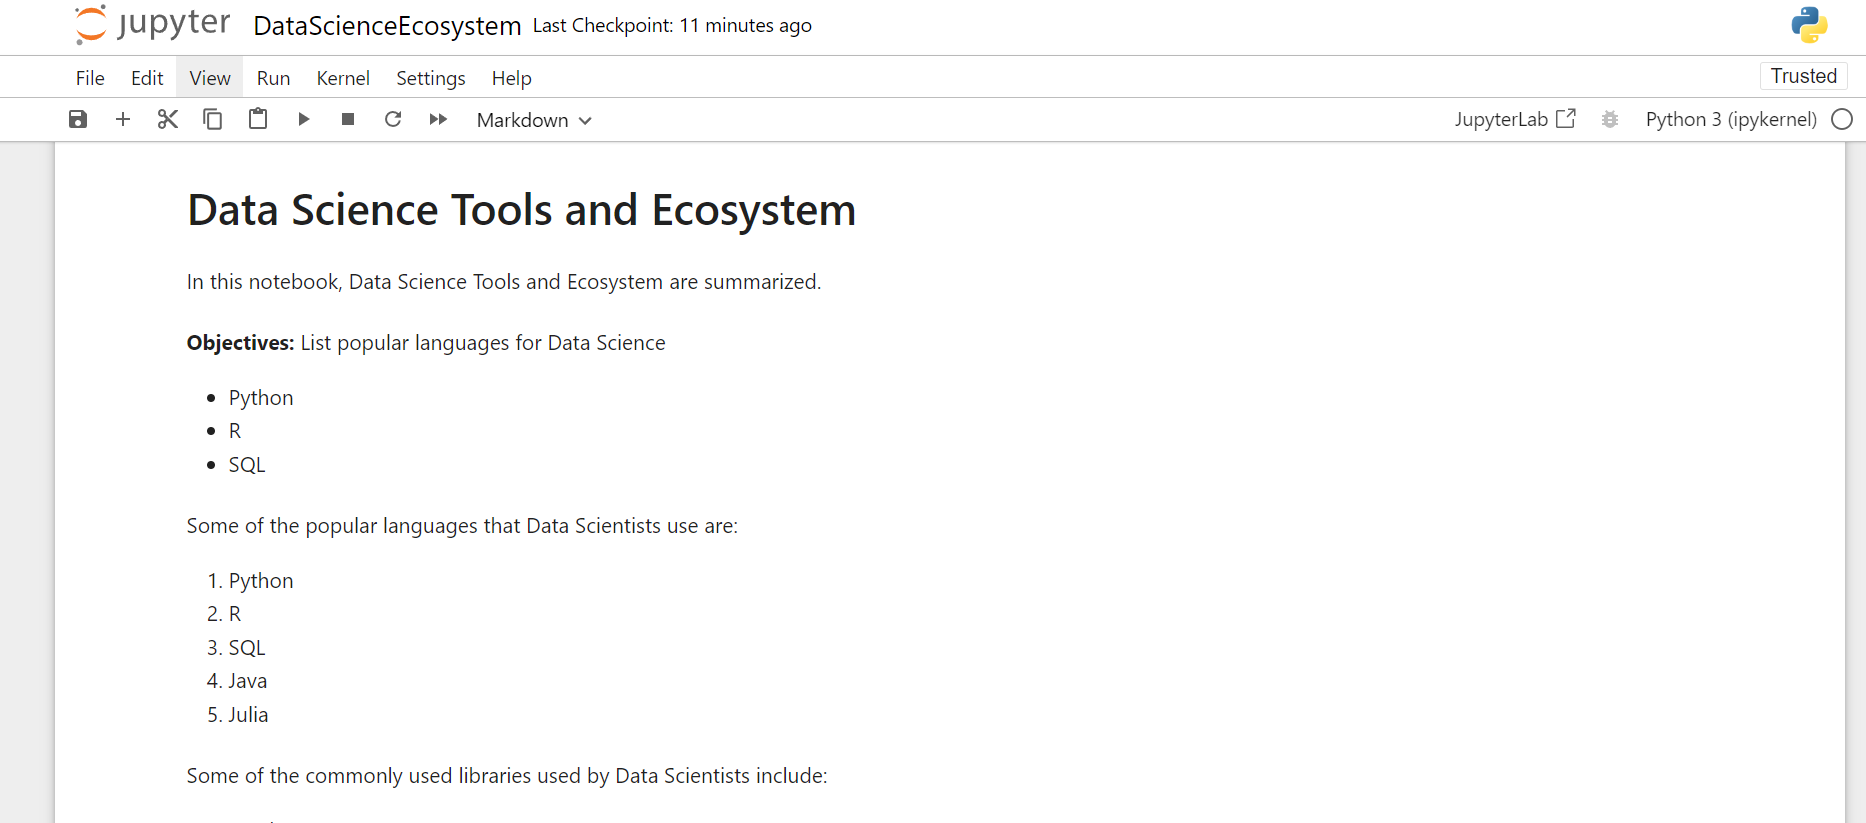 jupyter DataScienceEcosystem Last Checkpoint: 11 minutes ago
File Edit View Run Kernel Settings Help Trusted
Markdown JupyterLab Python 3 (ipykernel)
Data Science Tools and Ecosystem
In this notebook, Data Science Tools and Ecosystem are summarized.
Objectives: List popular languages for Data Science
• Python
• R
• SQL
Some of the popular languages that Data Scientists use are:
1. Python
2. R
3. SQL
4. Java
5. Julia
Some of the commonly used libraries used by Data Scientists include: